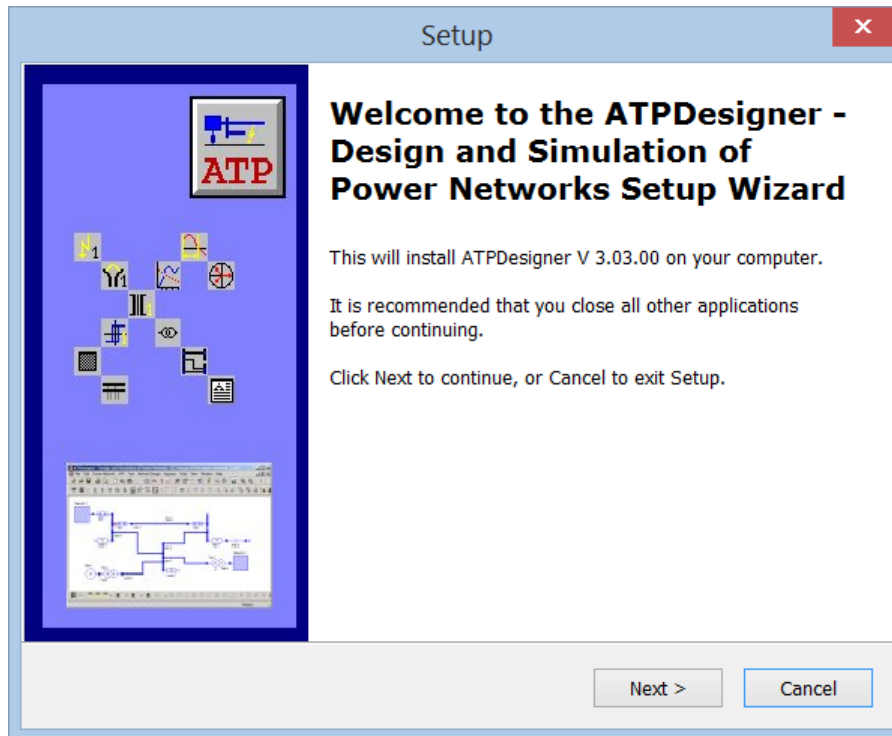 Setup
ATP
Welcome to the ATPDesigner -
Design and Simulation of
Power Networks Setup Wizard
This will install ATPDesigner V 3.03.00 on your computer.
It is recommended that you close all other applications
before continuing.
Click Next to continue, or Cancel to exit Setup.
Next >
Cancel